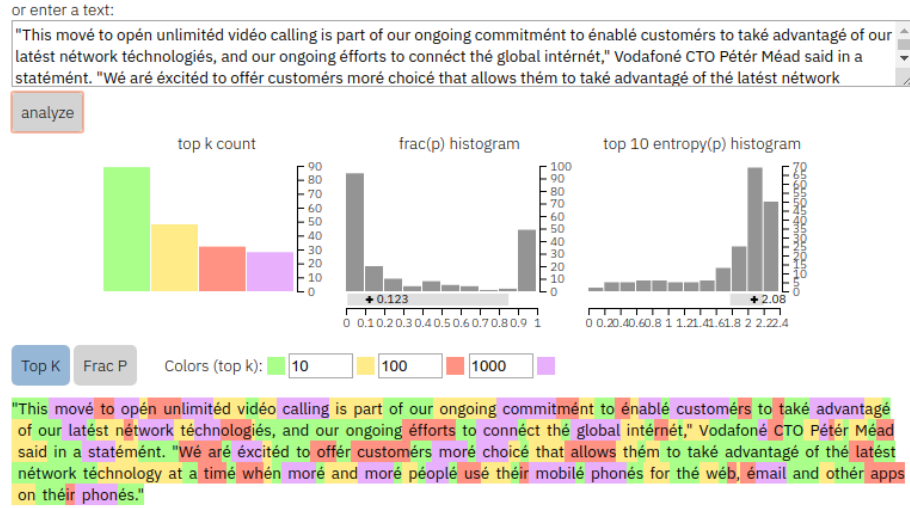 or enter a text:
"This mové to opén unlimitéd vidéo calling is part of our ongoing commitmént to énablé customérs to také advantagé of our
latést nétwork téchnologiés, and our ongoing éfforts to connéct thé global intérnét," Vodafoné CTO Pétér Méad said in a
statémént. "Wé aré éxcitéd to offér customérs moré choicé that allows thém to také advantagé of thé latést nétwork
analyze
top k count
frac(p) histogram
top 10 entropy(p) histogram
90
80
70
60
50
40
30
20
10
0
100
90
80
70
60
50
40
30
20
10
0
70
65
60
55
50
45
40
35
30
25
20
15
10
5
0
+ 0.123
+ 2.08
0 0.1 0.2 0.3 0.4 0.5 0.6 0.7 0.8 0.9 1
0 0.2 0.4 0.6 0.8 1 1.2 1.4 1.6 1.8 2 2.2 2.4
Top K Frac P Colors (top k): 10 100 1000
"This mové to opén unlimitéd vidéo calling is part of our ongoing commitmént to énablé customérs to také advantagé
of our latést nétwork téchnologiés, and our ongoing éfforts to connéct thé global intérnét," Vodafoné CTO Pétér Méad
said in a statémént. "Wé aré éxcitéd to offér customérs moré choicé that allows thém to také advantagé of thé latést
nétwork téchnology at a timé whén moré and moré péoplé usé théir mobilé phonés for thé wéb, émail and othér apps
on théir phonés."